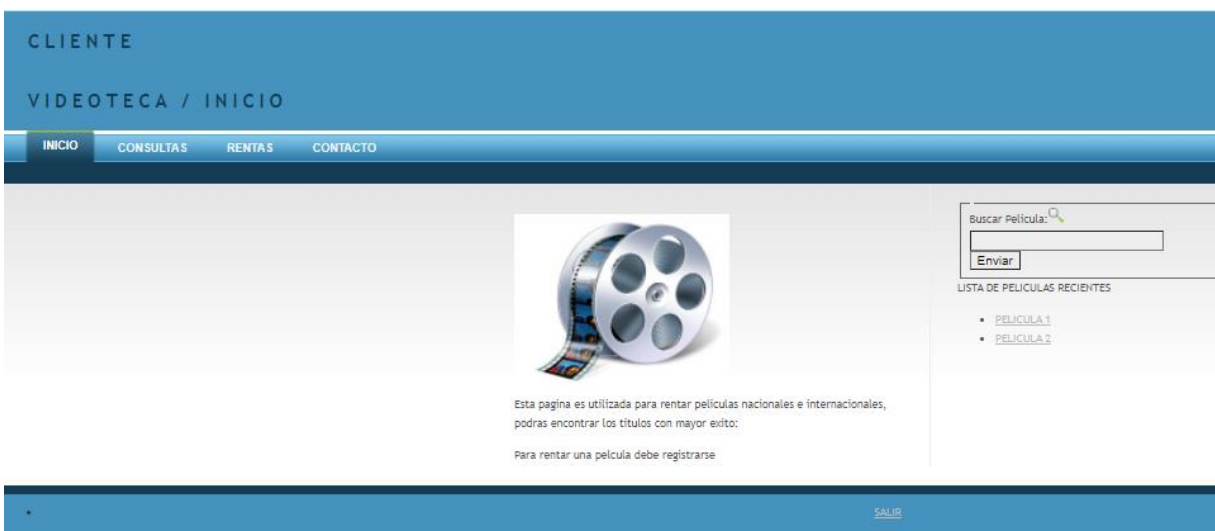 CLIENTE
VIDEOTECA / INICIO
INICIO CONSULTAS RENTAS CONTACTO
Buscar Pelicula:
Enviar
LISTA DE PELICULAS RECIENTES
PELICULA 1
PELICULA 2
Esta pagina es utilizada para rentar peliculas nacionales e internacionales,
podras encontrar los titulos con mayor exito:
Para rentar una pelcula debe registrarse
SALIR